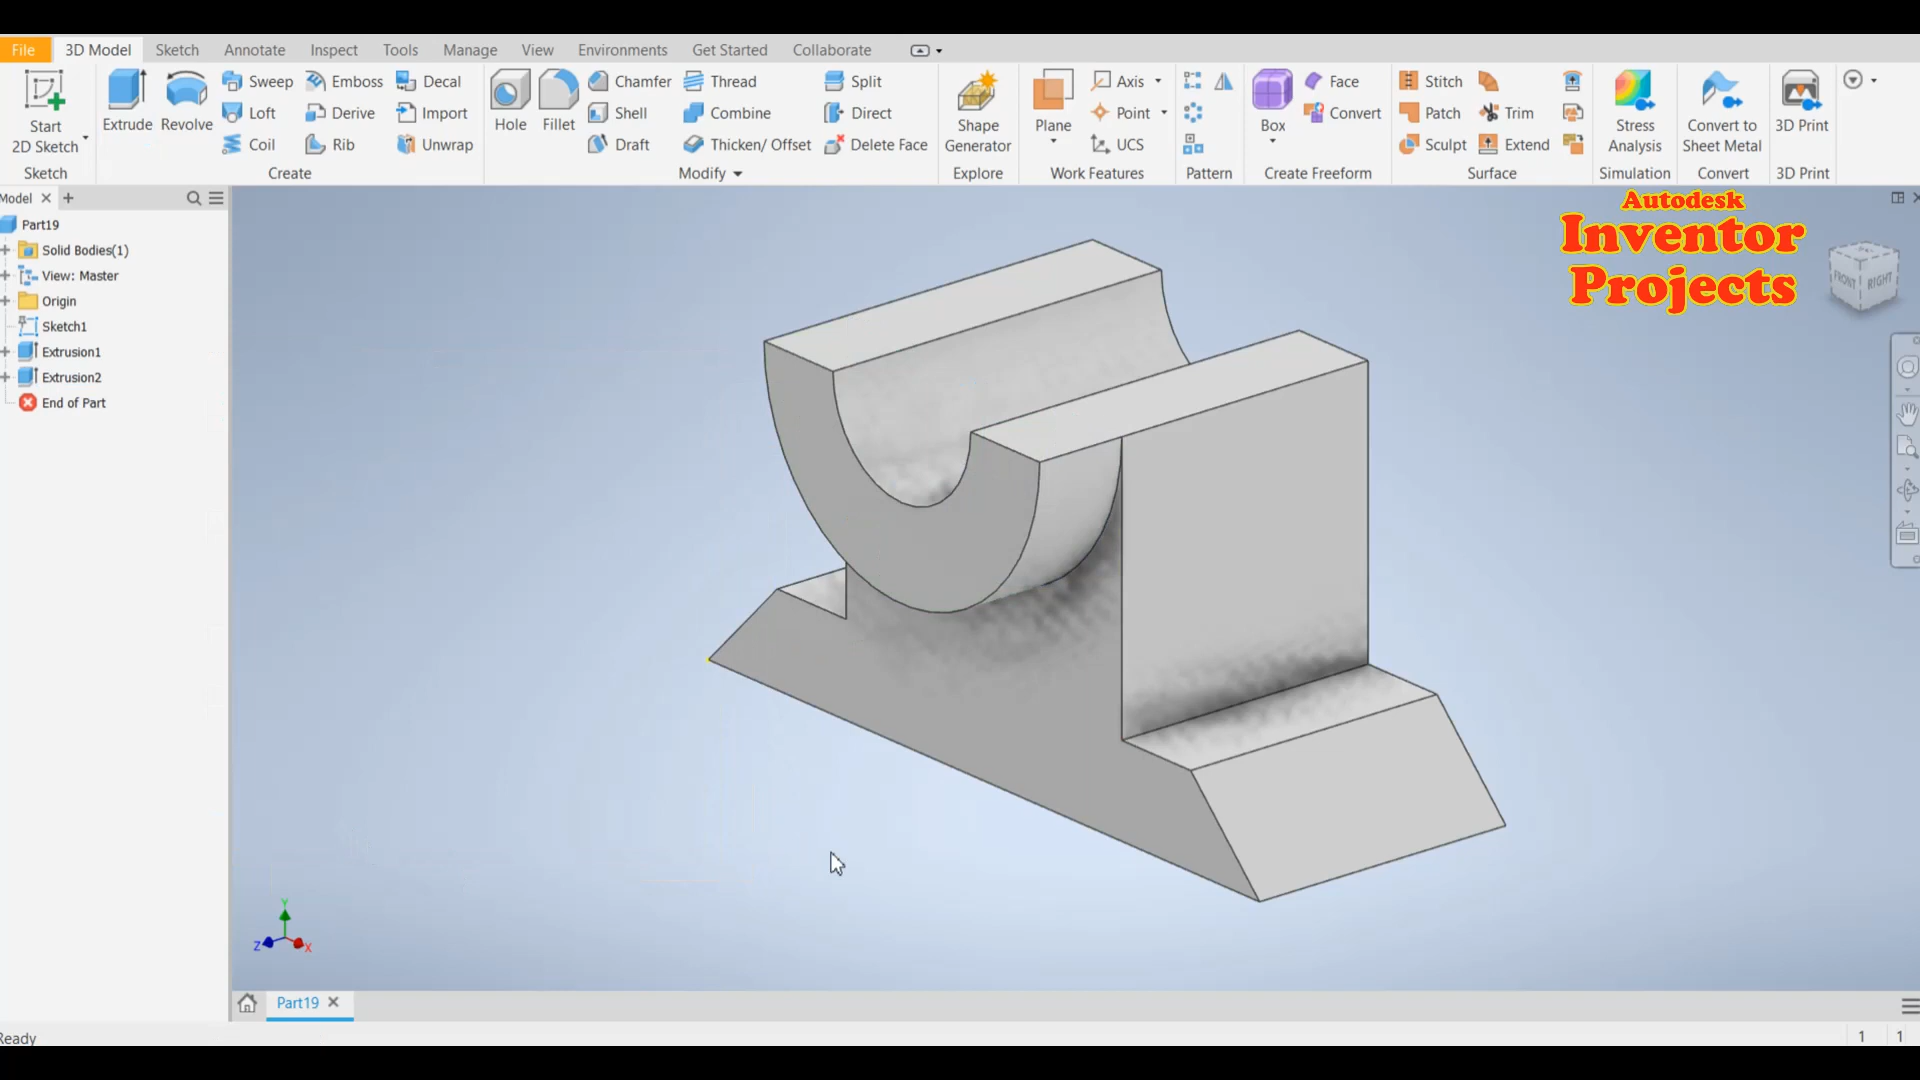 File 3D Model Sketch Annotate Inspect Tools Manage View Environments Get Started Collaborate
Start
2D Sketch
Sketch
Extrude
Revolve
Sweep Emboss Decal
Loft Derive Import
Coil Rib Unwrap
Create
Hole
Fillet
Chamfer Thread Split
Shell Combine Direct
Draft Thicken/ Offset Delete Face
Modify
Shape
Generator
Explore
Plane
Axis
Point
UCS
Work Features
Pattern
Box
Face
Convert
Create Freeform
Stitch
Patch Trim
Sculpt Extend
Surface
Stress
Analysis
Simulation
Convert to
Sheet Metal
Convert
3D Print
3D Print
Model
Part19
Solid Bodies(1)
View: Master
Origin
Sketch1
Extrusion1
Extrusion2
End of Part
Autodesk
Inventor
Projects
FRONT RIGHT
Y
Z X
Part19
Ready
1 1